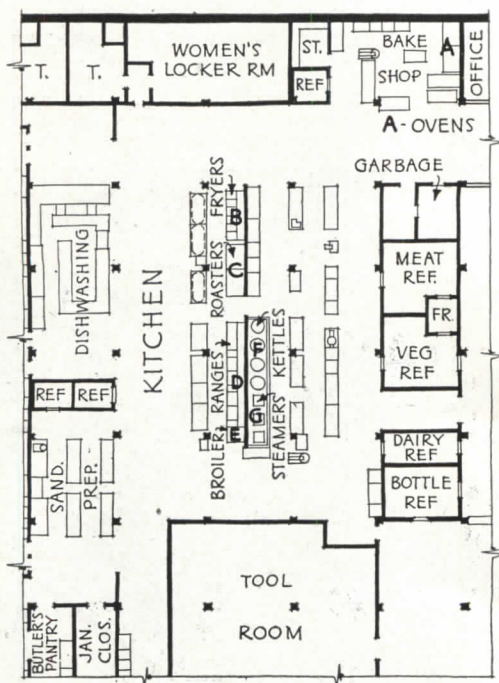 WOMEN'S
LOCKER RM
T.
T.
ST.
REF
BAKE
SHOP
A
OFFICE
A-OVENS
GARBAGE
FRYERS
B
ROASTERS
C
MEAT
REF.
FR.
VEG
REF
DISHWASHING
KITCHEN
RANGES
D
BROILER
E
KETTLES
F
STEAMERS
G
REF
REF
SAND.
PREP.
DAIRY
REF
BOTTLE
REF
TOOL
ROOM
BUTLER'S
PANTRY
JAN.
CLOS.